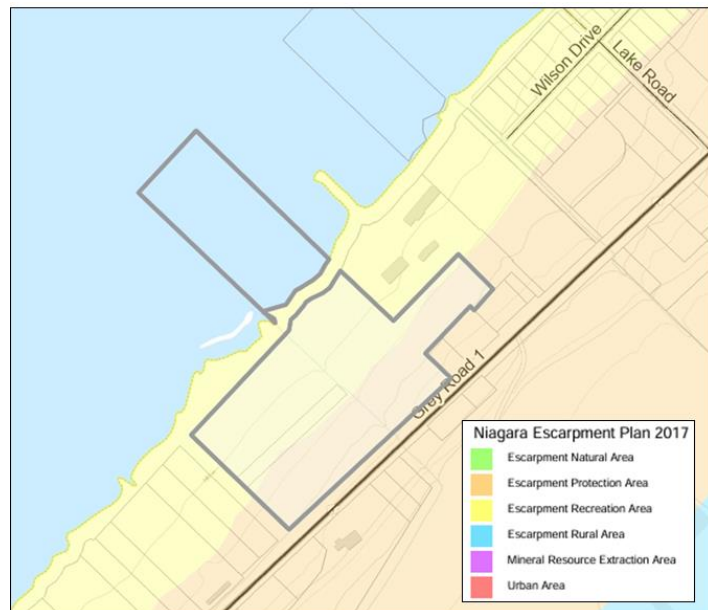 Wilson Drive
Lake Road
Grey Road 1
Niagara Escarpment Plan 2017
Escarpment Natural Area
Escarpment Protection Area
Escarpment Recreation Area
Escarpment Rural Area
Mineral Resource Extraction Area
Urban Area